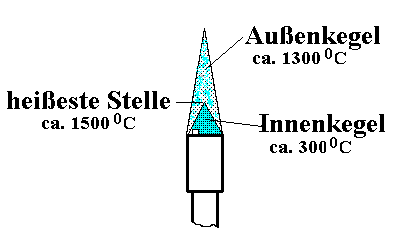 Außenkegel
ca. 1300 ⁰C
heißeste Stelle
ca. 1500 ⁰C
Innenkegel
ca. 300 ⁰C